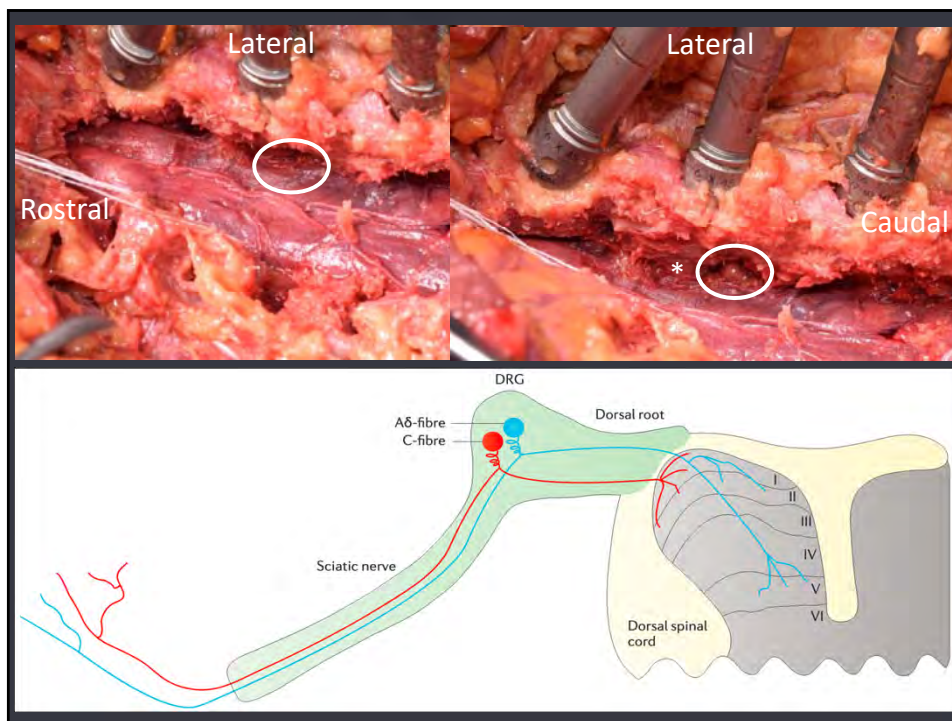 Lateral
Lateral
Rostral
Caudal
*
DRG
Aδ-fibre
C-fibre
Dorsal root
I
II
III
IV
V
VI
Sciatic nerve
Dorsal spinal
cord